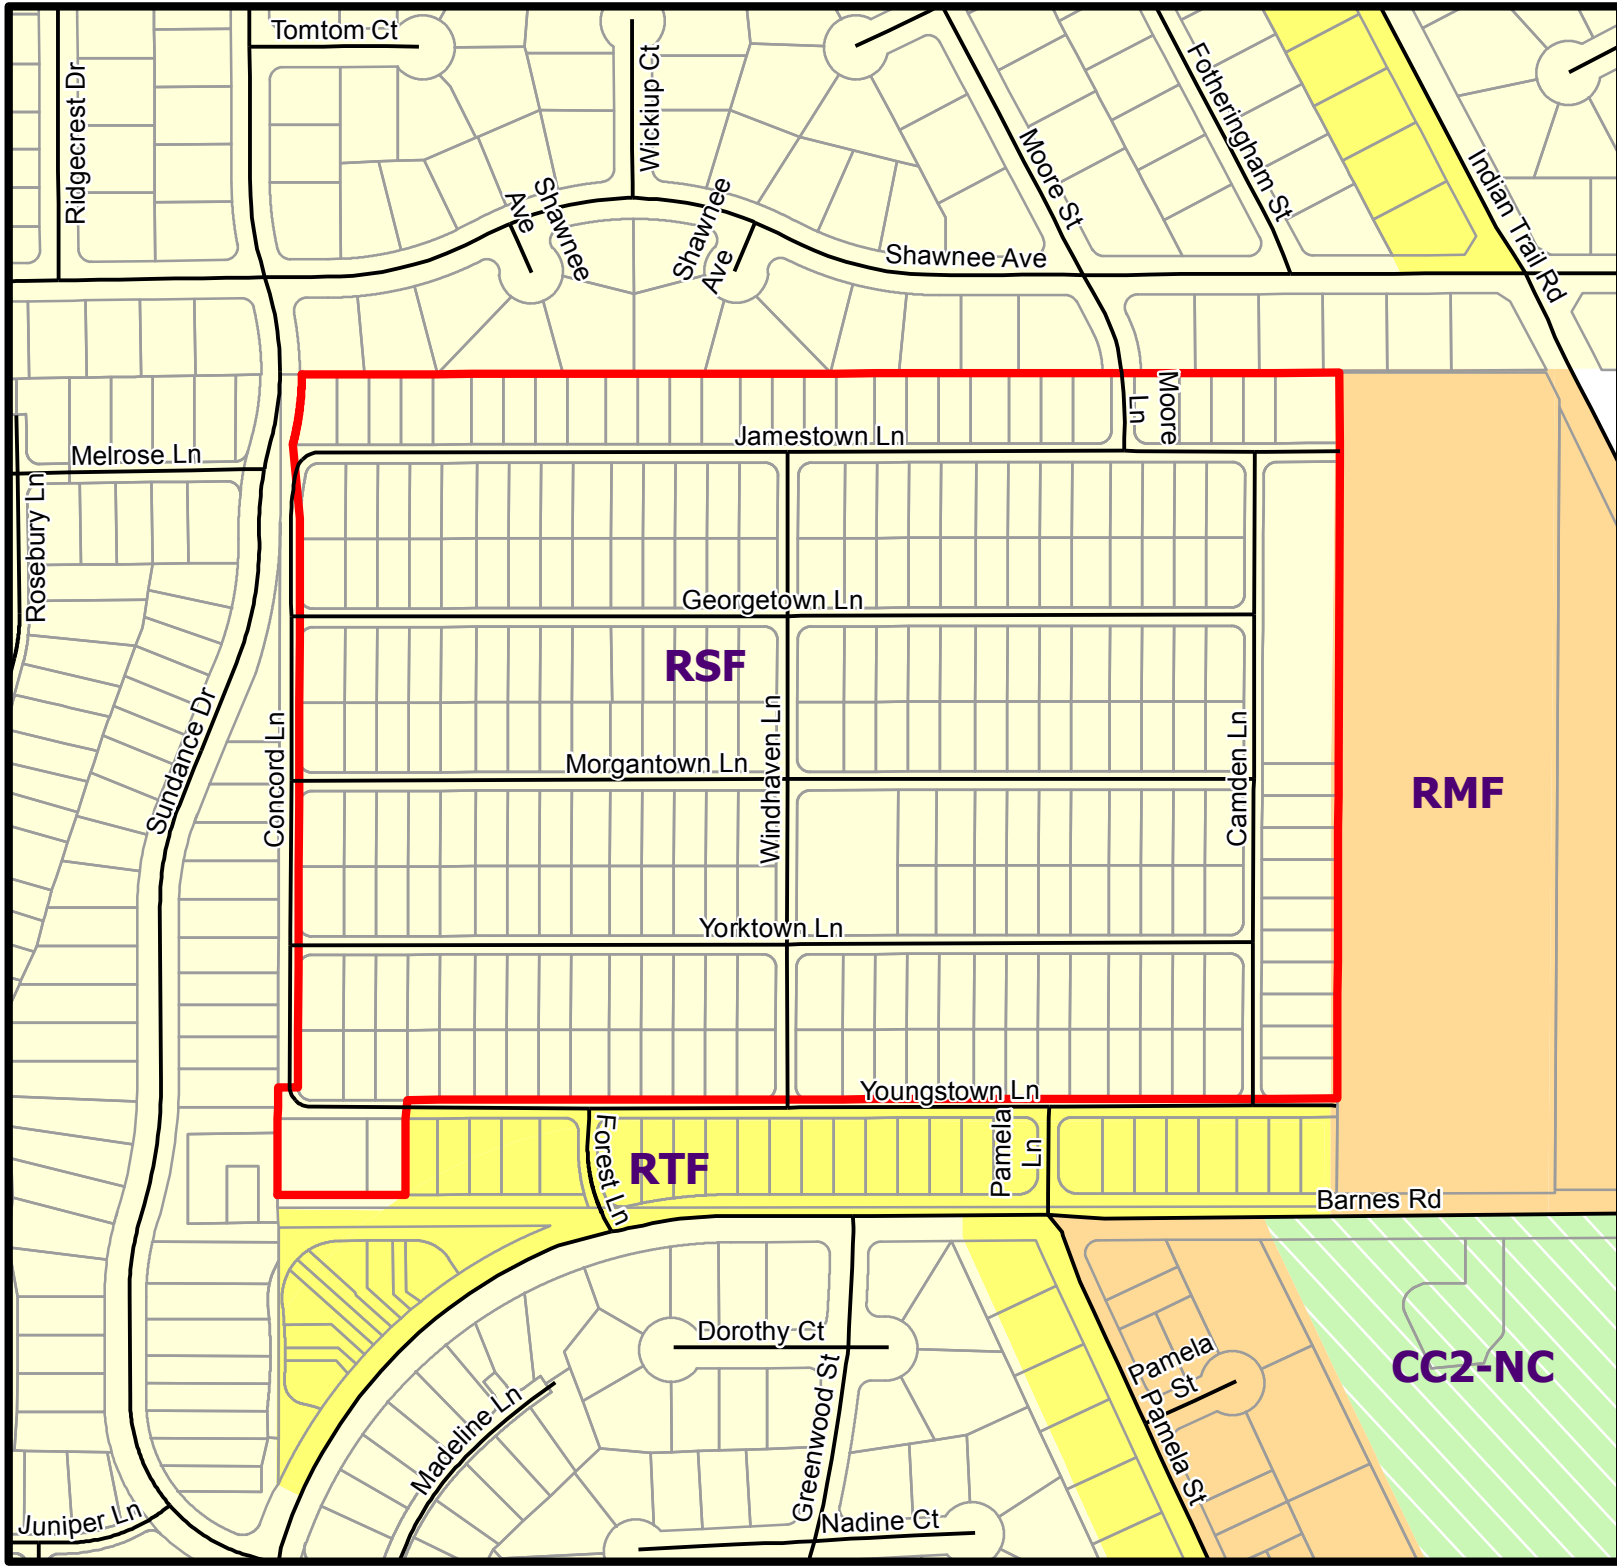 Tomtom Ct
Ridgecrest Dr
Wickiup Ct
Fotheringham St
Moore St
Indian Trail Rd
Shawnee
Ave
Shawnee
Ave
Shawnee Ave
Moore
Ln
Jamestown Ln
Melrose Ln
Rosebury Ln
Georgetown Ln
RSF
Sundance Dr
Concord Ln
Windhaven Ln
Camden Ln
Morgantown Ln
RMF
Yorktown Ln
Youngstown Ln
Forest Ln
RTF
Pamela
Ln
Barnes Rd
Dorothy Ct
Greenwood St
Pamela
St
Pamela St
CC2-NC
Madeline Ln
Juniper Ln
Nadine Ct